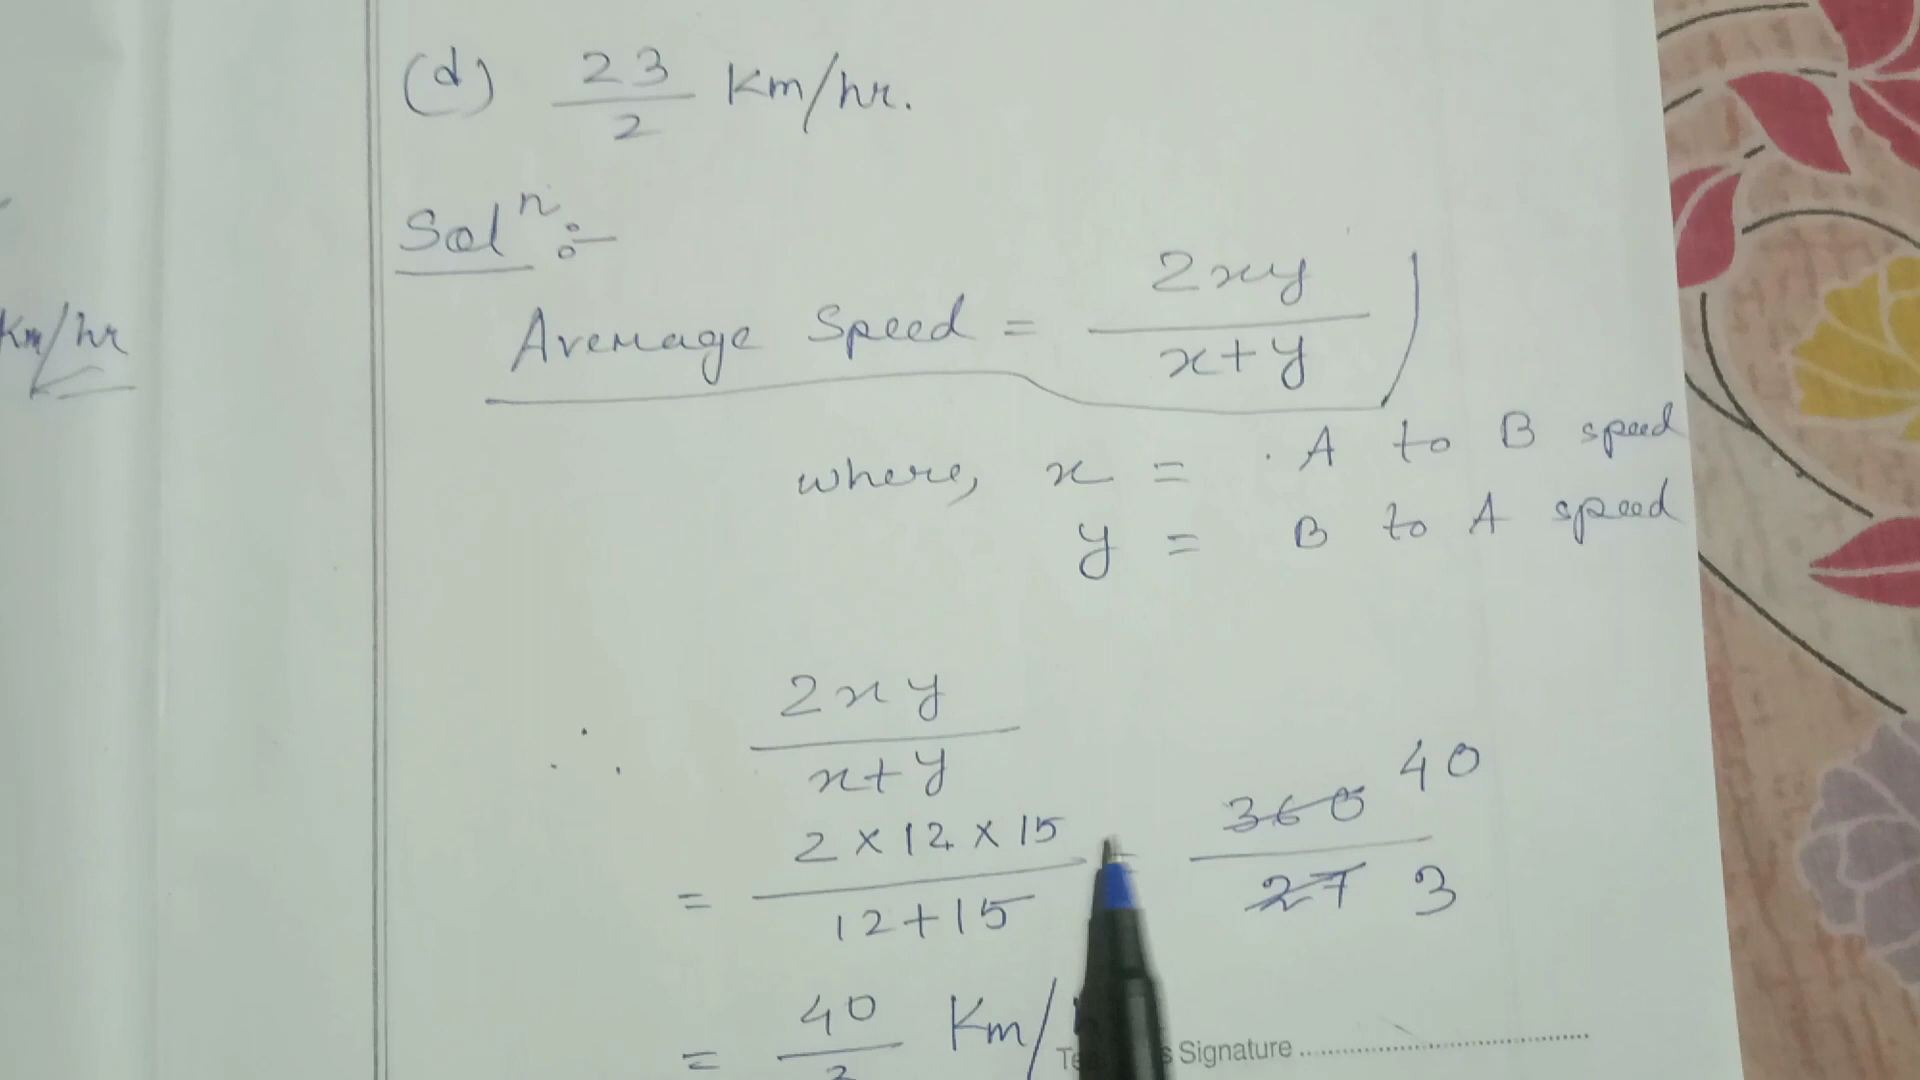 (d) 23/2 Km/hr.
Solⁿ :-
Km/hr
Average Speed = 2xy/x+y
where, x = A to B speed
y = B to A speed
∴ 2xy/x+y
= 2 × 12 × 15/12+15 = 360/27 40/3
= 40/3 Km/
Signature